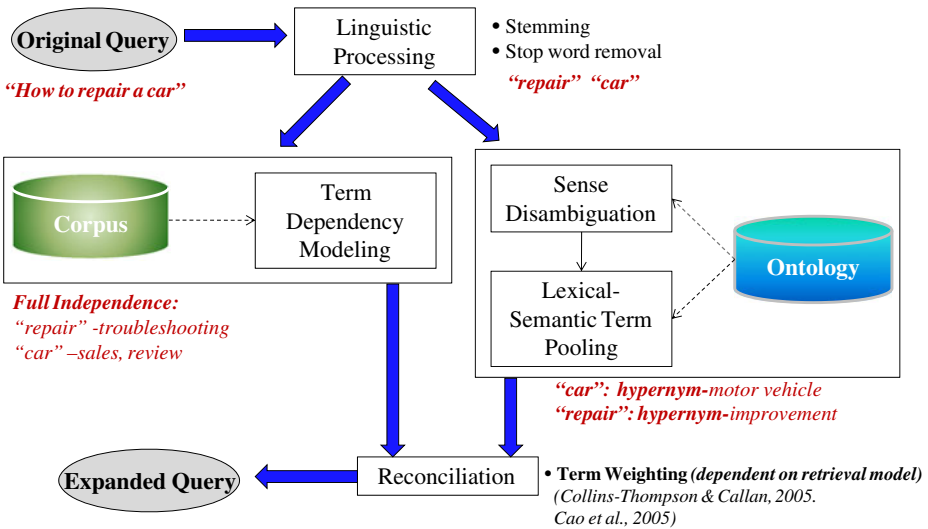 Original Query
“How to repair a car”
Linguistic
Processing
• Stemming
• Stop word removal
“repair” “car”
Corpus
Term
Dependency
Modeling
Full Independence:
“repair” -troubleshooting
“car” –sales, review
Sense
Disambiguation
Lexical-
Semantic Term
Pooling
Ontology
“car”: hypernym-motor vehicle
“repair”: hypernym-improvement
Expanded
Query
Reconciliation
• Term Weighting (dependent on retrieval model)
(Collins-Thompson & Callan, 2005.
Cao et al., 2005)